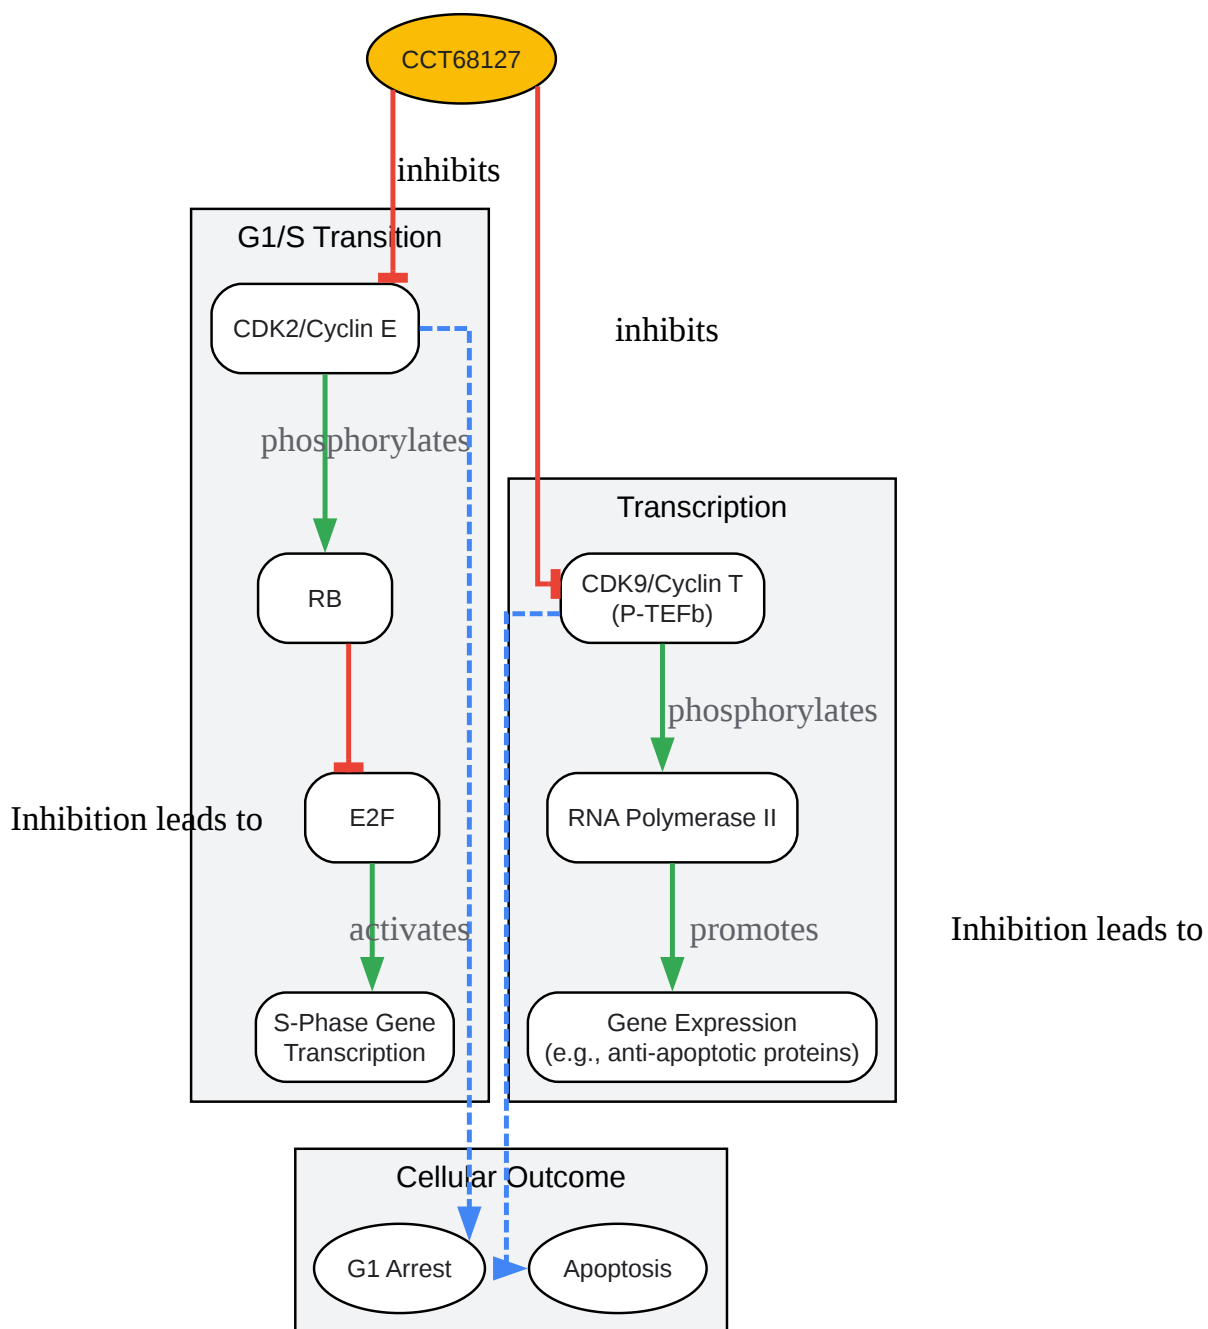 CCT68127
inhibits
G1/S Transition
CDK2/Cyclin E
inhibits
phosphorylates
Transcription
CDK9/Cyclin T
(P-TEFb)
RB
phosphorylates
Inhibition leads to
E2F
RNA Polymerase II
activates
promotes
Inhibition leads to
S-Phase Gene
Transcription
Gene Expression
(e.g., anti-apoptotic proteins)
Cellular Outcome
G1 Arrest
Apoptosis